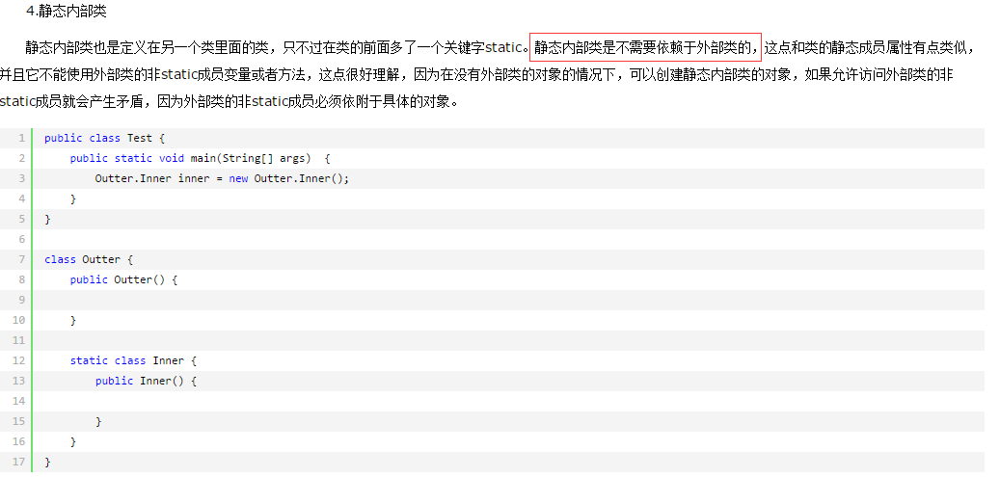 4.静态内部类
静态内部类也是定义在另一个类里面的类，只不过在类的前面多了一个关键字static。静态内部类是不需要依赖于外部类的，这点和类的静态成员属性有点类似，
并且它不能使用外部类的非static成员变量或者方法，这点很好理解，因为在没有外部类的对象的情况下，可以创建静态内部类的对象，如果允许访问外部类的非
static成员就会产生矛盾，因为外部类的非static成员必须依附于具体的对象。
1 public class Test {
2     public static void main(String[] args)  {
3         Outter.Inner inner = new Outter.Inner();
4     }
5 }
6
7 class Outter {
8     public Outter() {
9
10     }
11
12     static class Inner {
13         public Inner() {
14
15         }
16     }
17 }